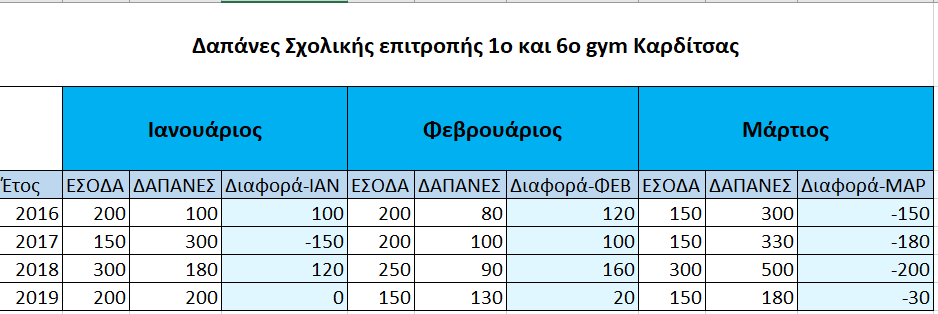 Δαπάνες Σχολικής επιτροπής 1ο και 6ο gym Καρδίτσας
Ιανουάριος Φεβρουάριος Μάρτιος
Έτος ΕΣΟΔΑ ΔΑΠΑΝΕΣ Διαφορά-ΙΑΝ ΕΣΟΔΑ ΔΑΠΑΝΕΣ Διαφορά-ΦΕΒ ΕΣΟΔΑ ΔΑΠΑΝΕΣ Διαφορά-ΜΑΡ
2016 200 100 100 200 80 120 150 300 -150
2017 150 300 -150 200 100 100 150 330 -180
2018 300 180 120 250 90 160 300 500 -200
2019 200 200 0 150 130 20 150 180 -30